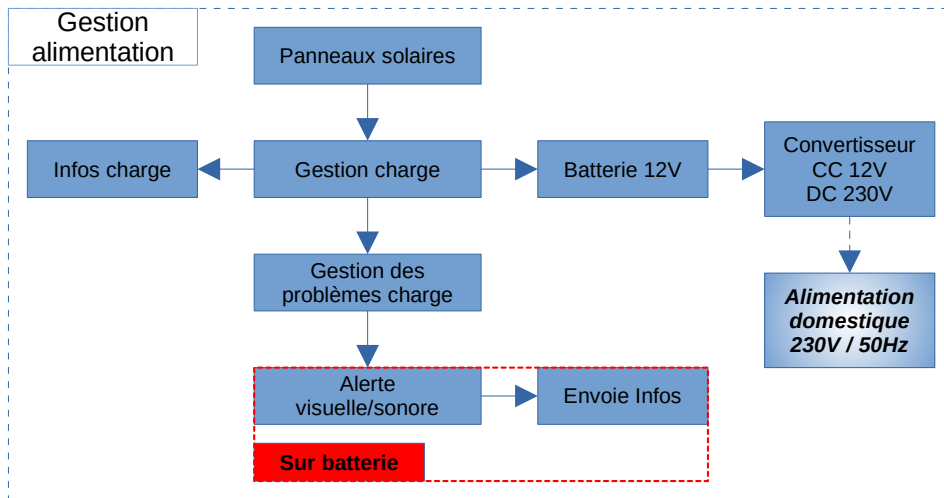 Gestion
alimentation
Panneaux solaires
Infos charge
Gestion charge
Batterie 12V
Convertisseur
CC 12V
DC 230V
Gestion des
problèmes charge
Alimentation
domestique
230V / 50Hz
Alerte
visuelle/sonore
Envoie Infos
Sur batterie